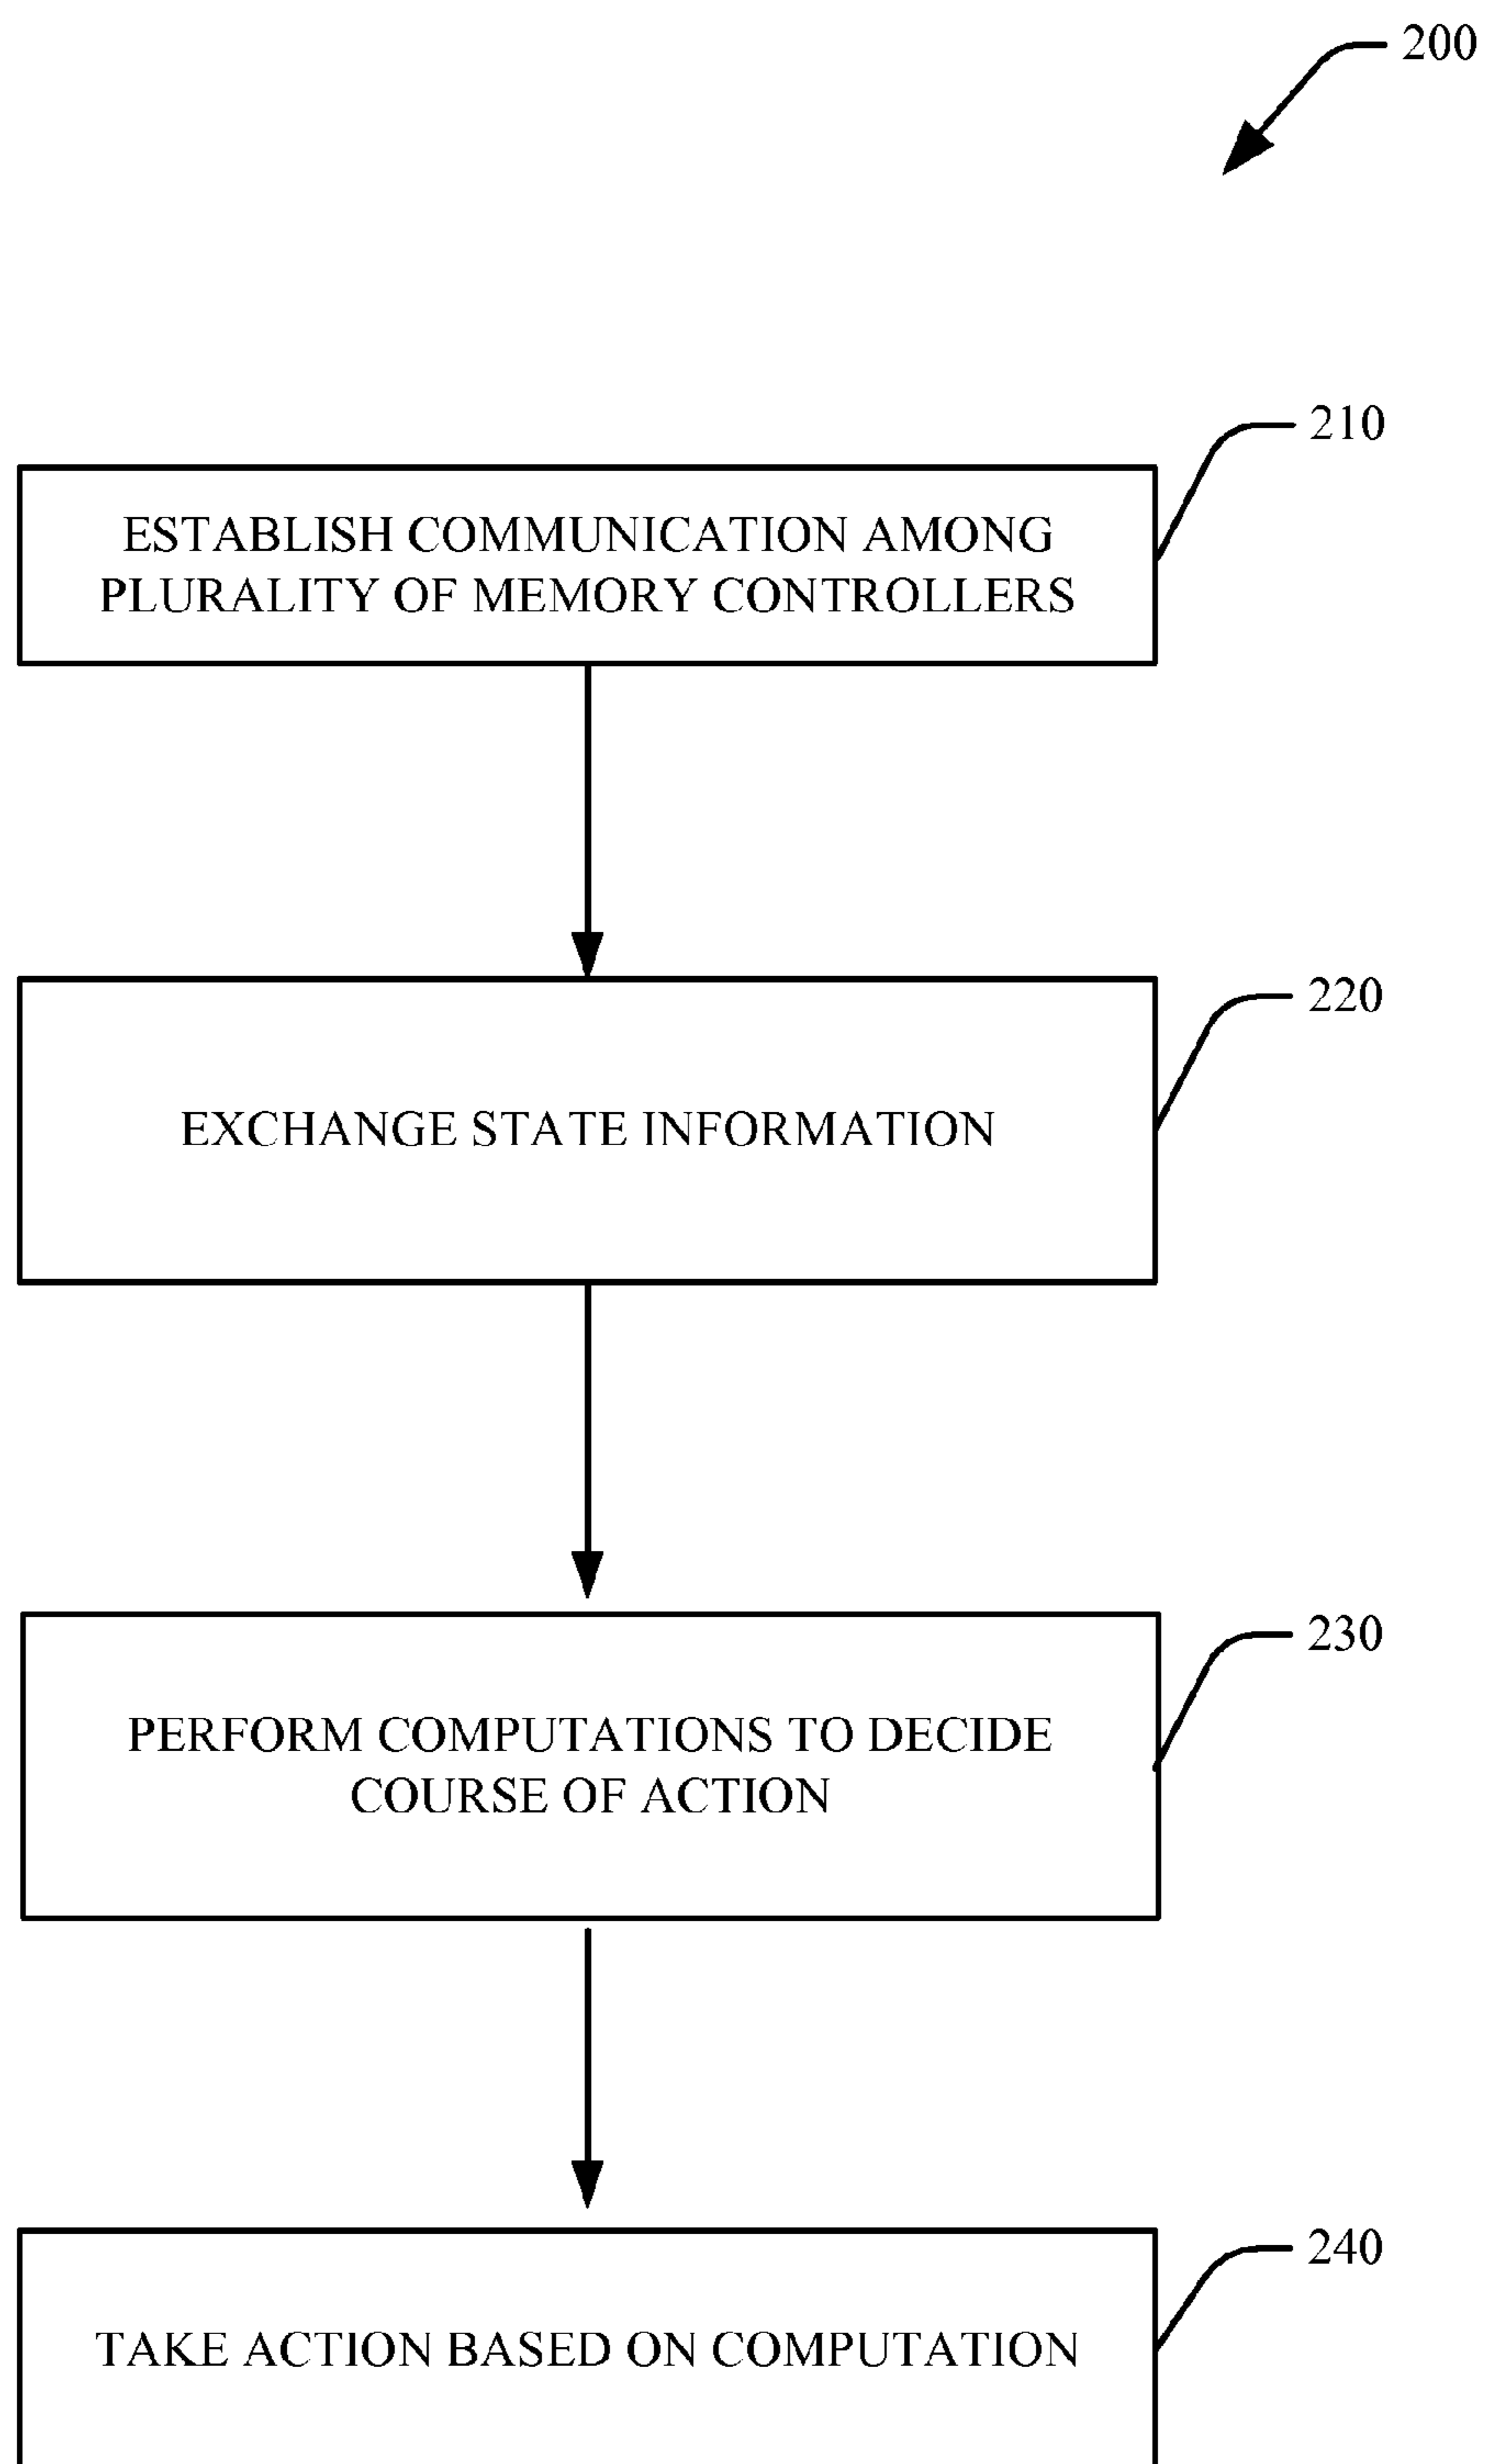 200
210
ESTABLISH COMMUNICATION AMONG
PLURALITY OF MEMORY CONTROLLERS
220
EXCHANGE STATE INFORMATION
230
PERFORM COMPUTATIONS TO DECIDE
COURSE OF ACTION
240
TAKE ACTION BASED ON COMPUTATION